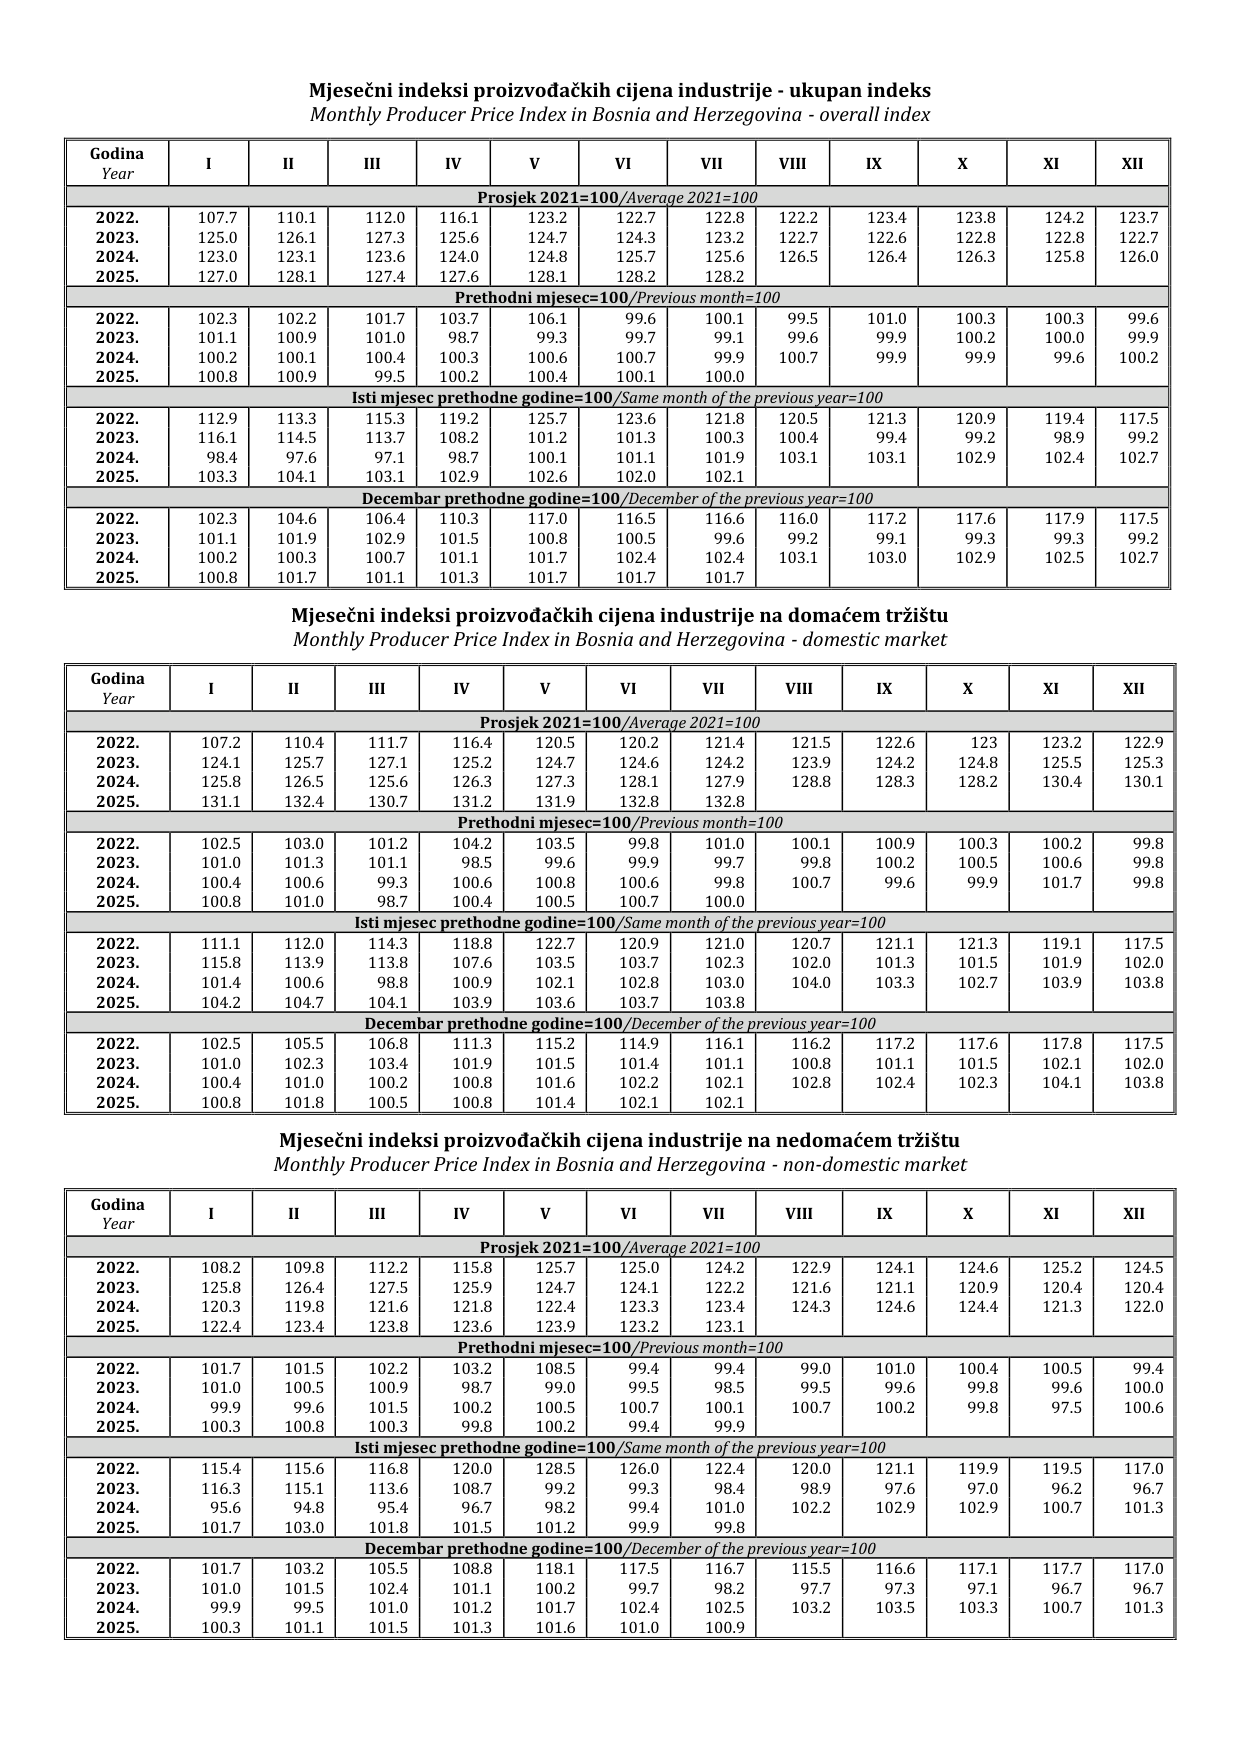 Mjesečni indeksi proizvođačkih cijena industrije - ukupan indeks
Monthly Producer Price Index in Bosnia and Herzegovina - overall index
Godina Year I II III IV V VI VII VIII IX X XI XII
Prosjek 2021=100/Average 2021=100
2022. 107.7 110.1 112.0 116.1 123.2 122.7 122.8 122.2 123.4 123.8 124.2 123.7
2023. 125.0 126.1 127.3 125.6 124.7 124.3 123.2 122.7 122.6 122.8 122.8 122.7
2024. 123.0 123.1 123.6 124.0 124.8 125.7 125.6 126.5 126.4 126.3 125.8 126.0
2025. 127.0 128.1 127.4 127.6 128.1 128.2 128.2
Prethodni mjesec=100/Previous month=100
2022. 102.3 102.2 101.7 103.7 106.1 99.6 100.1 99.5 101.0 100.3 100.3 99.6
2023. 101.1 100.9 101.0 98.7 99.3 99.7 99.1 99.6 99.9 100.2 100.0 99.9
2024. 100.2 100.1 100.4 100.3 100.6 100.7 99.9 100.7 99.9 99.9 99.6 100.2
2025. 100.8 100.9 99.5 100.2 100.4 100.1 100.0
Isti mjesec prethodne godine=100/Same month of the previous year=100
2022. 112.9 113.3 115.3 119.2 125.7 123.6 121.8 120.5 121.3 120.9 119.4 117.5
2023. 116.1 114.5 113.7 108.2 101.2 101.3 100.3 100.4 99.4 99.2 98.9 99.2
2024. 98.4 97.6 97.1 98.7 100.1 101.1 101.9 103.1 103.1 102.9 102.4 102.7
2025. 103.3 104.1 103.1 102.9 102.6 102.0 102.1
Decembar prethodne godine=100/December of the previous year=100
2022. 102.3 104.6 106.4 110.3 117.0 116.5 116.6 116.0 117.2 117.6 117.9 117.5
2023. 101.1 101.9 102.9 101.5 100.8 100.5 99.6 99.2 99.1 99.3 99.3 99.2
2024. 100.2 100.3 100.7 101.1 101.7 102.4 102.4 103.1 103.0 102.9 102.5 102.7
2025. 100.8 101.7 101.1 101.3 101.7 101.7 101.7
Mjesečni indeksi proizvođačkih cijena industrije na domaćem tržištu
Monthly Producer Price Index in Bosnia and Herzegovina - domestic market
Godina Year I II III IV V VI VII VIII IX X XI XII
Prosjek 2021=100/Average 2021=100
2022. 107.2 110.4 111.7 116.4 120.5 120.2 121.4 121.5 122.6 123 123.2 122.9
2023. 124.1 125.7 127.1 125.2 124.7 124.6 124.2 123.9 124.2 124.8 125.5 125.3
2024. 125.8 126.5 125.6 126.3 127.3 128.1 127.9 128.8 128.3 128.2 130.4 130.1
2025. 131.1 132.4 130.7 131.2 131.9 132.8 132.8
Prethodni mjesec=100/Previous month=100
2022. 102.5 103.0 101.2 104.2 103.5 99.8 101.0 100.1 100.9 100.3 100.2 99.8
2023. 101.0 101.3 101.1 98.5 99.6 99.9 99.7 99.8 100.2 100.5 100.6 99.8
2024. 100.4 100.6 99.3 100.6 100.8 100.6 99.8 100.7 99.6 99.9 101.7 99.8
2025. 100.8 101.0 98.7 100.4 100.5 100.7 100.0
Isti mjesec prethodne godine=100/Same month of the previous year=100
2022. 111.1 112.0 114.3 118.8 122.7 120.9 121.0 120.7 121.1 121.3 119.1 117.5
2023. 115.8 113.9 113.8 107.6 103.5 103.7 102.3 102.0 101.3 101.5 101.9 102.0
2024. 101.4 100.6 98.8 100.9 102.1 102.8 103.0 104.0 103.3 102.7 103.9 103.8
2025. 104.2 104.7 104.1 103.9 103.6 103.7 103.8
Decembar prethodne godine=100/December of the previous year=100
2022. 102.5 105.5 106.8 111.3 115.2 114.9 116.1 116.2 117.2 117.6 117.8 117.5
2023. 101.0 102.3 103.4 101.9 101.5 101.4 101.1 100.8 101.1 101.5 102.1 102.0
2024. 100.4 101.0 100.2 100.8 101.6 102.2 102.1 102.8 102.4 102.3 104.1 103.8
2025. 100.8 101.8 100.5 100.8 101.4 102.1 102.1
Mjesečni indeksi proizvođačkih cijena industrije na nedomaćem tržištu
Monthly Producer Price Index in Bosnia and Herzegovina - non-domestic market
Godina Year I II III IV V VI VII VIII IX X XI XII
Prosjek 2021=100/Average 2021=100
2022. 108.2 109.8 112.2 115.8 125.7 125.0 124.2 122.9 124.1 124.6 125.2 124.5
2023. 125.8 126.4 127.5 125.9 124.7 124.1 122.2 121.6 121.1 120.9 120.4 120.4
2024. 120.3 119.8 121.6 121.8 122.4 123.3 123.4 124.3 124.6 124.4 121.3 122.0
2025. 122.4 123.4 123.8 123.6 123.9 123.2 123.1
Prethodni mjesec=100/Previous month=100
2022. 101.7 101.5 102.2 103.2 108.5 99.4 99.4 99.0 101.0 100.4 100.5 99.4
2023. 101.0 100.5 100.9 98.7 99.0 99.5 98.5 99.5 99.6 99.8 99.6 100.0
2024. 99.9 99.6 101.5 100.2 100.5 100.7 100.1 100.7 100.2 99.8 97.5 100.6
2025. 100.3 100.8 100.3 99.8 100.2 99.4 99.9
Isti mjesec prethodne godine=100/Same month of the previous year=100
2022. 115.4 115.6 116.8 120.0 128.5 126.0 122.4 120.0 121.1 119.9 119.5 117.0
2023. 116.3 115.1 113.6 108.7 99.2 99.3 98.4 98.9 97.6 97.0 96.2 96.7
2024. 95.6 94.8 95.4 96.7 98.2 99.4 101.0 102.2 102.9 102.9 100.7 101.3
2025. 101.7 103.0 101.8 101.5 101.2 99.9 99.8
Decembar prethodne godine=100/December of the previous year=100
2022. 101.7 103.2 105.5 108.8 118.1 117.5 116.7 115.5 116.6 117.1 117.7 117.0
2023. 101.0 101.5 102.4 101.1 100.2 99.7 98.2 97.7 97.3 97.1 96.7 96.7
2024. 99.9 99.5 101.0 101.2 101.7 102.4 102.5 103.2 103.5 103.3 100.7 101.3
2025. 100.3 101.1 101.5 101.3 101.6 101.0 100.9